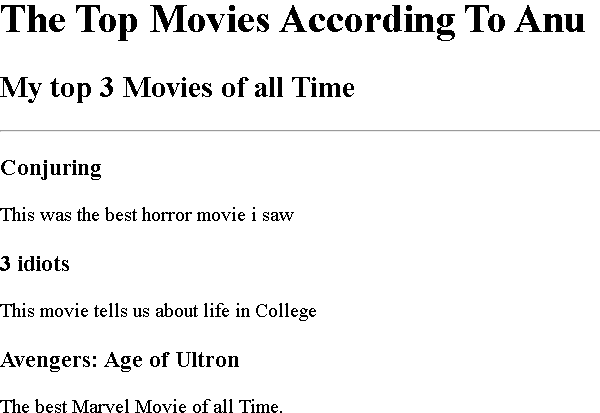 The Top Movies According To Anu
My top 3 Movies of all Time
Conjuring
This was the best horror movie i saw
3 idiots
This movie tells us about life in College
Avengers: Age of Ultron
The best Marvel Movie of all Time.